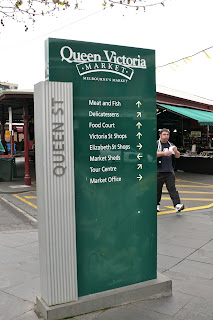 Queen Victoria
MARKET
MELBOURNE'S MARKET
QUEEN ST
Meat and Fish
Delicatessens
Food Court
Victoria St Shops
Elizabeth St Shops
Market Sheds
Tour Centre
Market Office